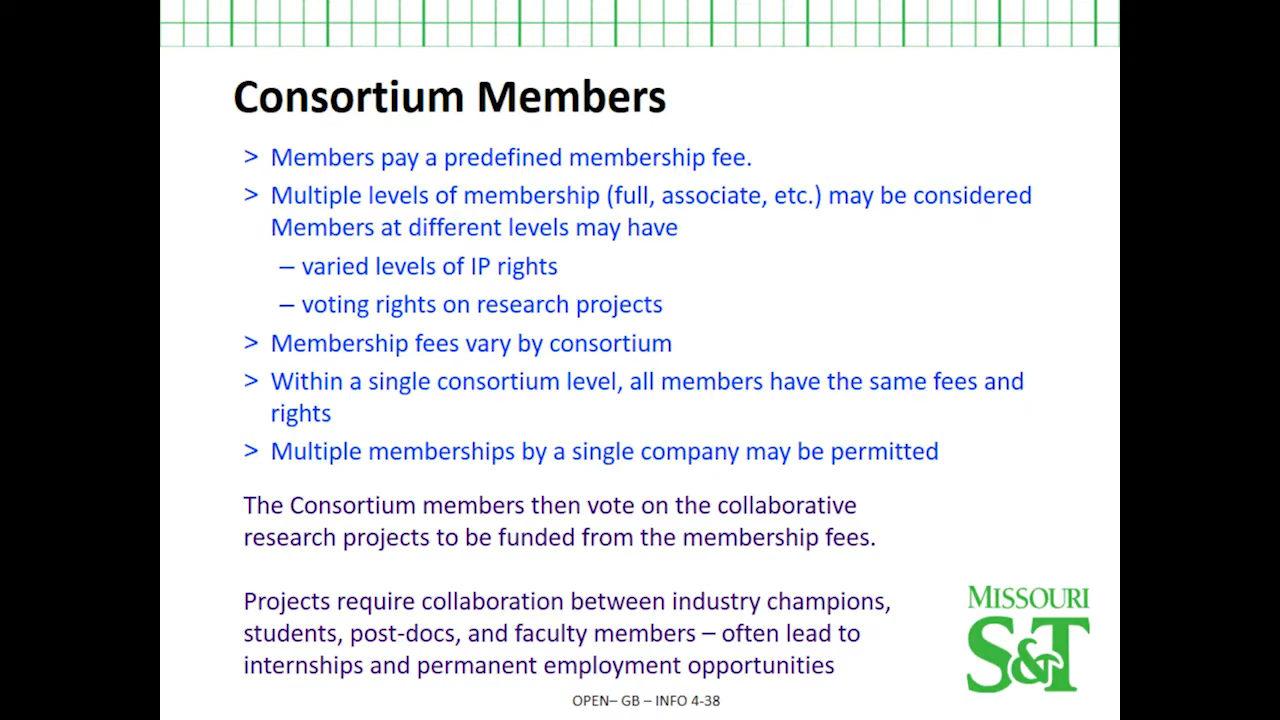 Consortium Members
> Members pay a predefined membership fee.
> Multiple levels of membership (full, associate, etc.) may be considered
Members at different levels may have
– varied levels of IP rights
– voting rights on research projects
> Membership fees vary by consortium
> Within a single consortium level, all members have the same fees and
rights
> Multiple memberships by a single company may be permitted
The Consortium members then vote on the collaborative
research projects to be funded from the membership fees.
Projects require collaboration between industry champions,
students, post-docs, and faculty members – often lead to
internships and permanent employment opportunities
MISSOURI
S&T
OPEN– GB – INFO 4-38